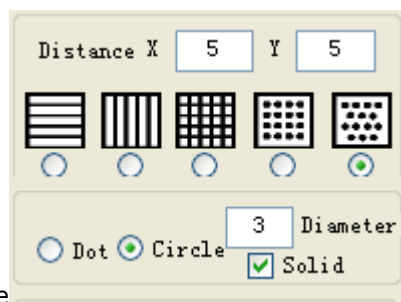 Distance X 5 Y 5
3 Diameter
Dot Circle
Solid
e